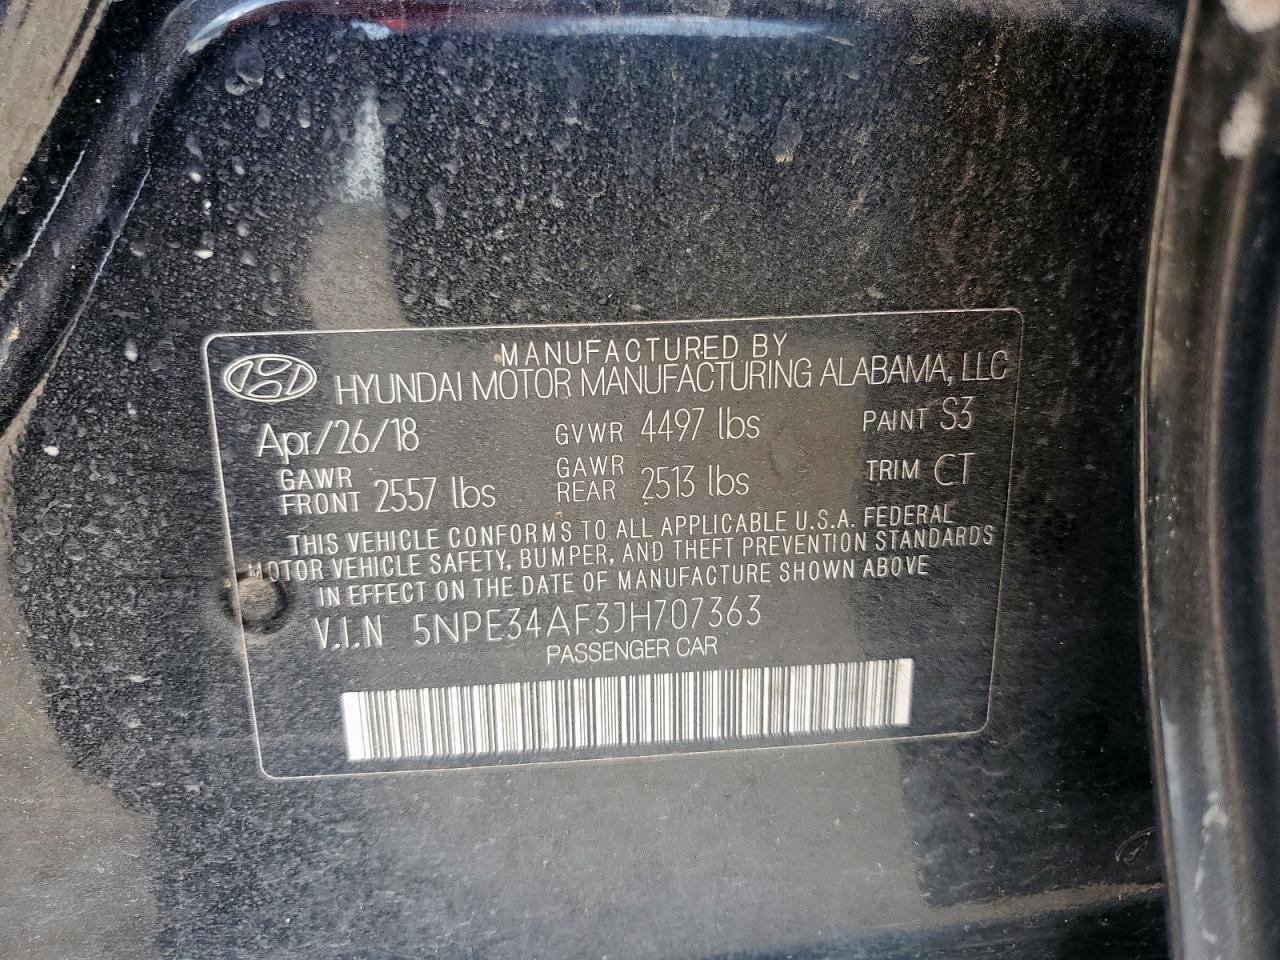 MANUFACTURED BY
HYUNDAI MOTOR MANUFACTURING ALABAMA, LLC
Apr/26/18 GVWR 4497 lbs PAINT S3
GAWR FRONT 2557 lbs GAWR REAR 2513 lbs TRIM CT
THIS VEHICLE CONFORMS TO ALL APPLICABLE U.S.A. FEDERAL
MOTOR VEHICLE SAFETY, BUMPER, AND THEFT PREVENTION STANDARDS
IN EFFECT ON THE DATE OF MANUFACTURE SHOWN ABOVE
V.I.N 5NPE34AF3JH707363
PASSENGER CAR